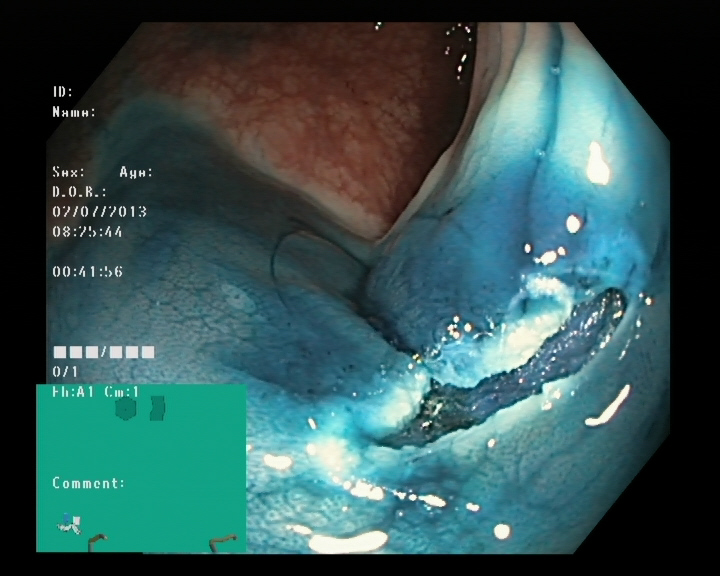 ID:
Name:
Sex: Age:
D.O.B.:
02/07/2013
08:25:44
00:41:56
■■■/■■■
0/1
Eh:A1 Cm:1
Comment: